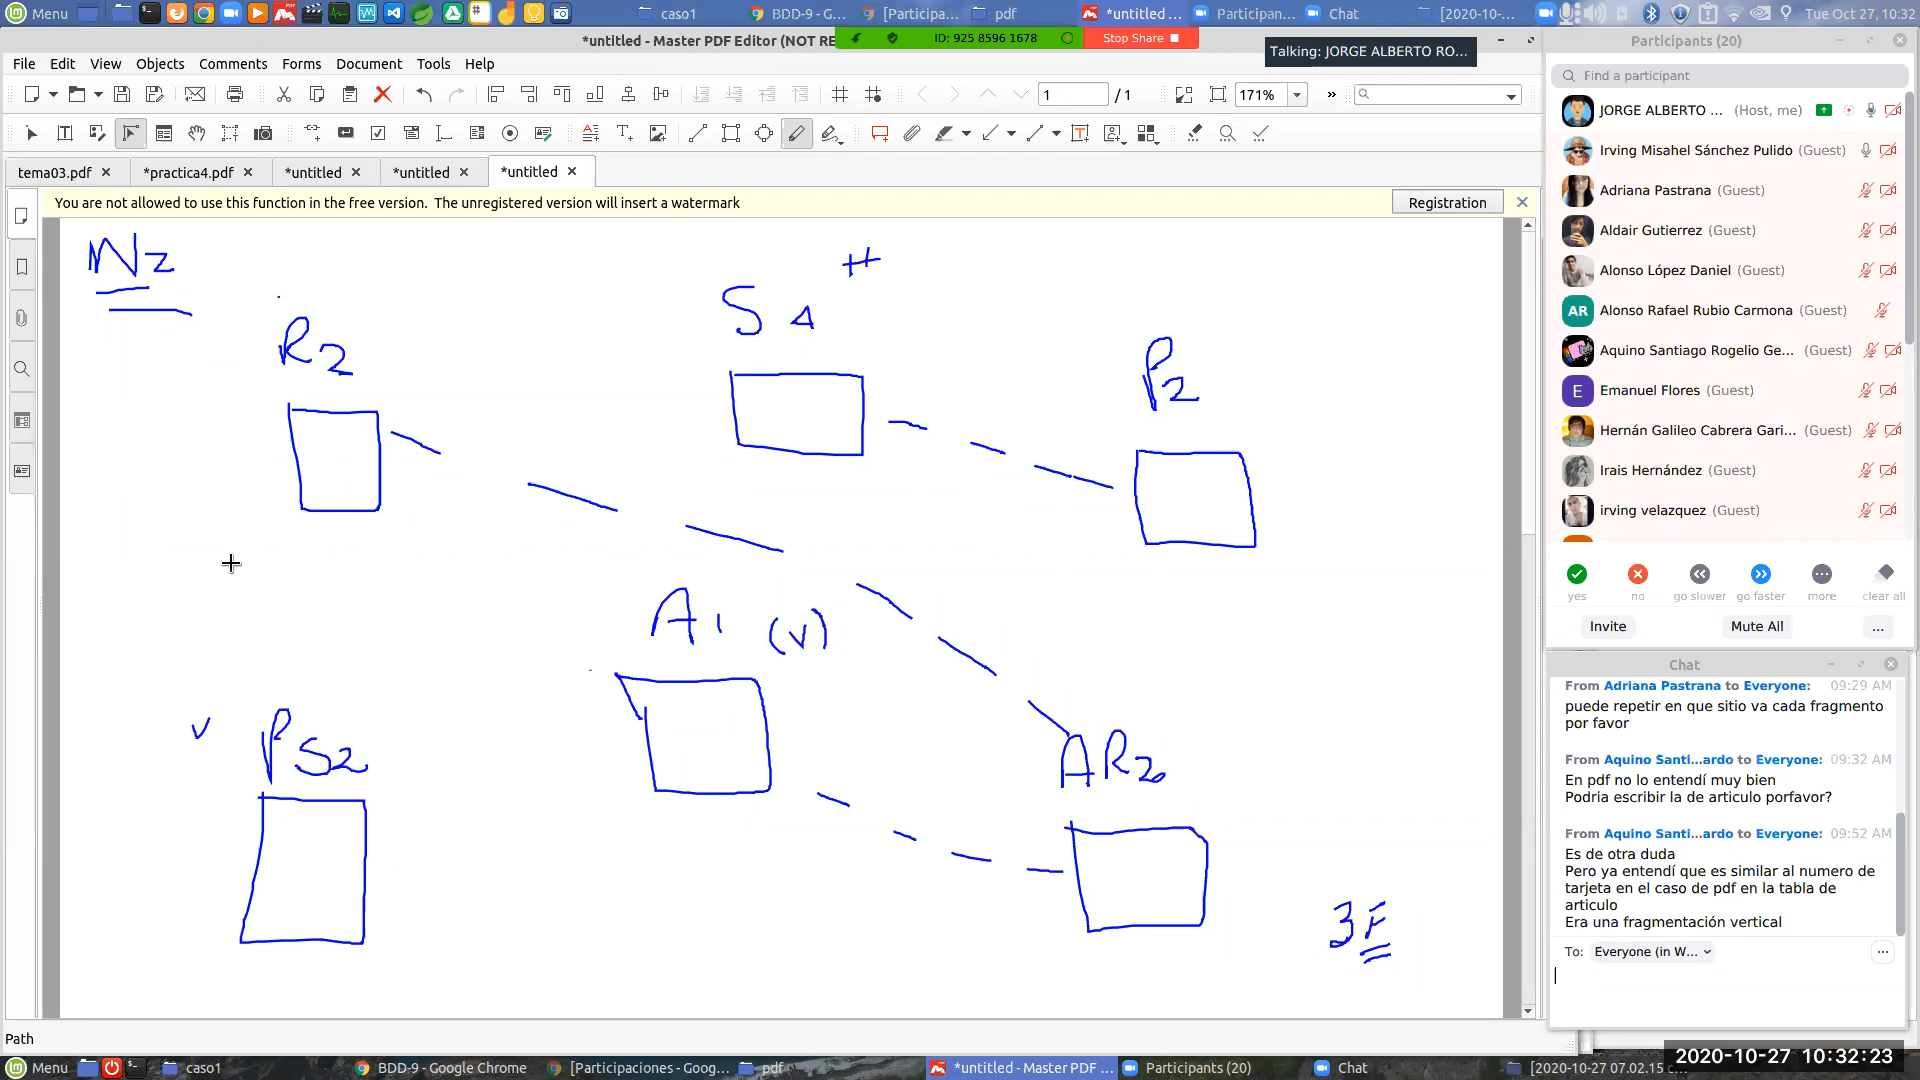 Menu
caso1
BDD-9 - G...
[Participa...
pdf
*untitled ...
Participan...
Chat
[2020-10-...
Tue Oct 27, 10:32
*untitled - Master PDF Editor (NOT RE
ID: 925 8596 1678
Stop Share
Talking: JORGE ALBERTO RO...
File Edit View Objects Comments Forms Document Tools Help
1 / 1
171%
tema03.pdf
*practica4.pdf
*untitled
*untitled
*untitled
You are not allowed to use this function in the free version. The unregistered version will insert a watermark
Registration
N2
R2
S4
H
P2
A1 (v)
v PS2
AR2
3F
Path
Participants (20)
Find a participant
JORGE ALBERTO ... (Host, me)
Irving Misahel Sánchez Pulido (Guest)
Adriana Pastrana (Guest)
Aldair Gutierrez (Guest)
Alonso López Daniel (Guest)
AR Alonso Rafael Rubio Carmona (Guest)
Aquino Santiago Rogelio Ge... (Guest)
E Emanuel Flores (Guest)
Hernán Galileo Cabrera Gari... (Guest)
Irais Hernández (Guest)
irving velazquez (Guest)
yes no go slower go faster more clear all
Invite Mute All ...
Chat
From Adriana Pastrana to Everyone: 09:29 AM
puede repetir en que sitio va cada fragmento
por favor
From Aquino Santi...ardo to Everyone: 09:32 AM
En pdf no lo entendí muy bien
Podria escribir la de articulo porfavor?
From Aquino Santi...ardo to Everyone: 09:52 AM
Es de otra duda
Pero ya entendí que es similar al numero de
tarjeta en el caso de pdf en la tabla de
articulo
Era una fragmentación vertical
To: Everyone (in W...
Menu
caso1
BDD-9 - Google Chrome
[Participaciones - Goog...
pdf
*untitled - Master PDF ...
Participants (20)
Chat
[2020-10-27 07.02.15 c...
2020-10-27 10:32:23